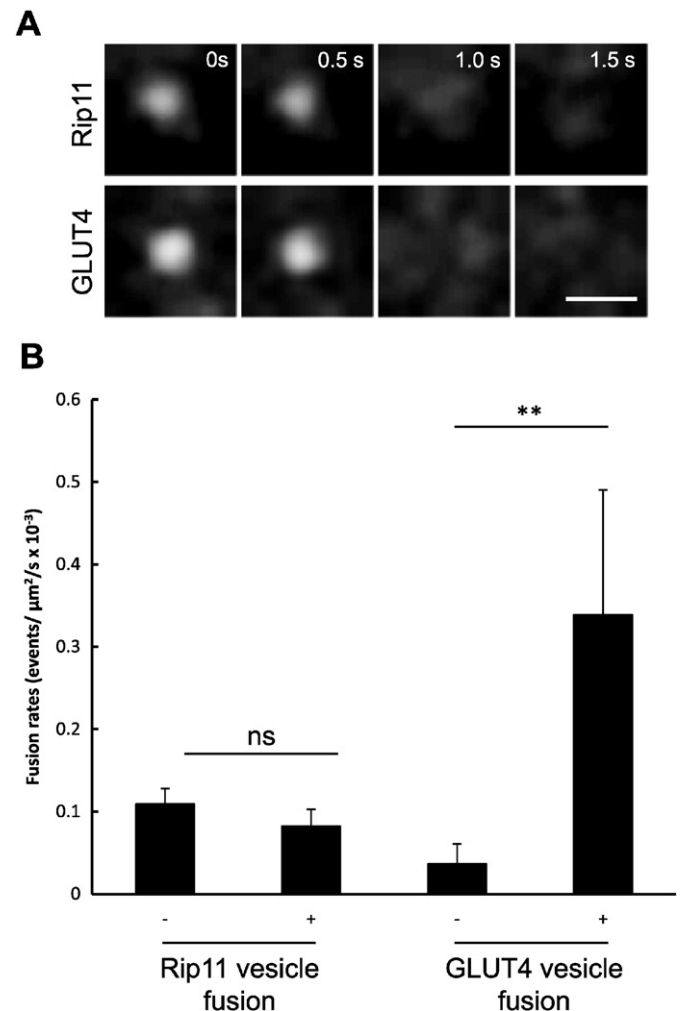 A
0s
0.5 s
1.0 s
1.5 s
Rip11
GLUT4
B
Fusion rates (events/ µm²/s x 10⁻³)
0.6
0.5
0.4
0.3
0.2
0.1
0
ns
**
- + - +
Rip11 vesicle
fusion
GLUT4 vesicle
fusion